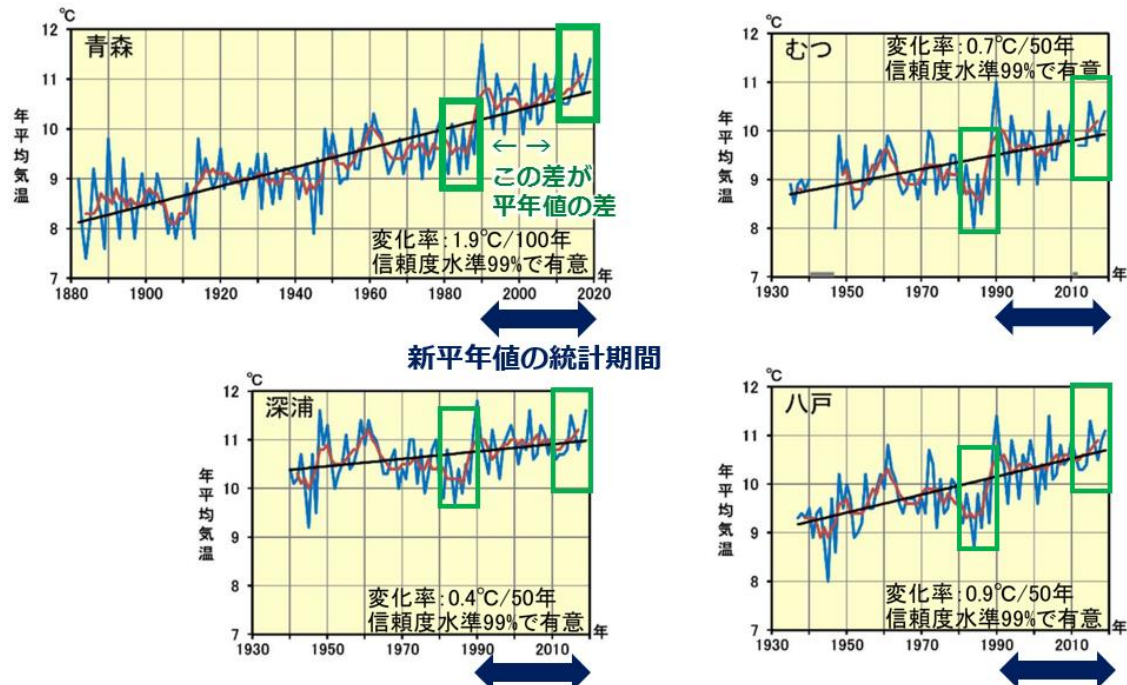 ℃
青森
12
11
10
9
8
7
年平均気温
← →
この差が
平年値の差
変化率:1.9℃/100年
信頼度水準99%で有意
1880 1900 1920 1940 1960 1980 2000 2020
年
℃
むつ
変化率:0.7℃/50年
信頼度水準99%で有意
12
11
10
9
8
7
年平均気温
1930 1950 1970 1990 2010
年
新平年値の統計期間
℃
深浦
12
11
10
9
8
7
年平均気温
変化率:0.4℃/50年
信頼度水準99%で有意
1930 1950 1970 1990 2010
年
℃
八戸
12
11
10
9
8
7
年平均気温
変化率:0.9℃/50年
信頼度水準99%で有意
1930 1950 1970 1990 2010
年